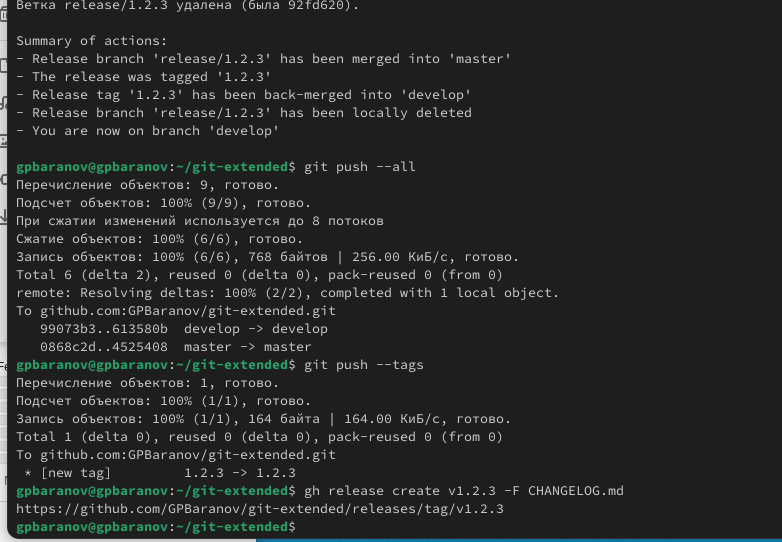 Ветка release/1.2.3 удалена (была 92fd620).
Summary of actions:
- Release branch 'release/1.2.3' has been merged into 'master'
- The release was tagged '1.2.3'
- Release tag '1.2.3' has been back-merged into 'develop'
- Release branch 'release/1.2.3' has been locally deleted
- You are now on branch 'develop'
gpbaranov@gpbaranov:~/git-extended$ git push --all
Перечисление объектов: 9, готово.
Подсчет объектов: 100% (9/9), готово.
При сжатии изменений используется до 8 потоков
Сжатие объектов: 100% (6/6), готово.
Запись объектов: 100% (6/6), 768 байтов | 256.00 КиБ/с, готово.
Total 6 (delta 2), reused 0 (delta 0), pack-reused 0 (from 0)
remote: Resolving deltas: 100% (2/2), completed with 1 local object.
To github.com:GPBaranov/git-extended.git
   99073b3..613580b  develop -> develop
   0868c2d..4525408  master -> master
gpbaranov@gpbaranov:~/git-extended$ git push --tags
Перечисление объектов: 1, готово.
Подсчет объектов: 100% (1/1), готово.
Запись объектов: 100% (1/1), 164 байта | 164.00 КиБ/с, готово.
Total 1 (delta 0), reused 0 (delta 0), pack-reused 0 (from 0)
To github.com:GPBaranov/git-extended.git
 * [new tag]         1.2.3 -> 1.2.3
gpbaranov@gpbaranov:~/git-extended$ gh release create v1.2.3 -F CHANGELOG.md
https://github.com/GPBaranov/git-extended/releases/tag/v1.2.3
gpbaranov@gpbaranov:~/git-extended$